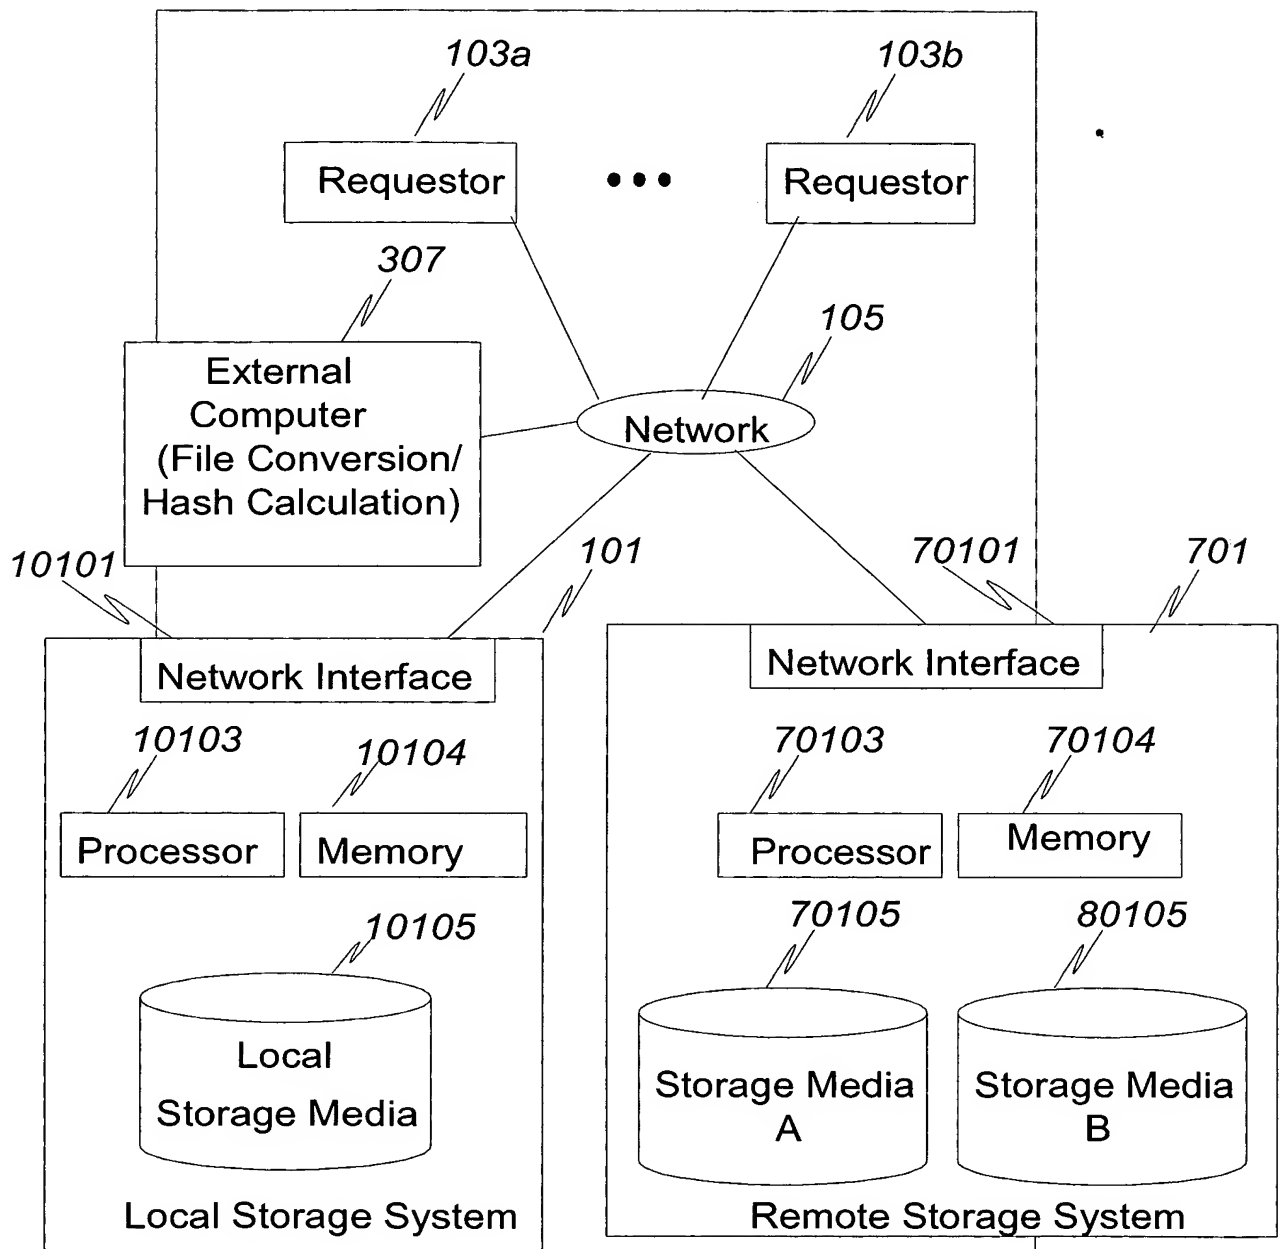 103a
103b
Requestor
•••
Requestor
307
105
External
Computer
(File Conversion/
Hash Calculation)
Network
10101
101
70101
701
Network Interface
Network Interface
10103
10104
70103
70104
Processor
Memory
Processor
Memory
10105
70105
80105
Local
Storage Media
Storage Media
A
Storage Media
B
Local Storage System
Remote Storage System